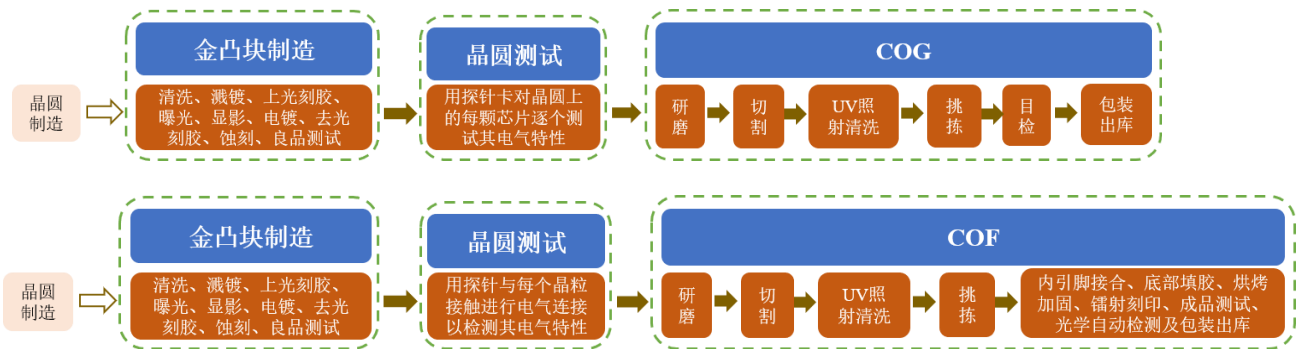 金凸块制造
晶圆测试
COG
晶圆
制造
清洗、溅镀、上光刻胶、
曝光、显影、电镀、去光
刻胶、蚀刻、良品测试
用探针卡对晶圆上
的每颗芯片逐个测
试其电气特性
研
磨
切
割
UV照
射清洗
挑
拣
目
检
包装
出库
金凸块制造
晶圆测试
COF
晶圆
制造
清洗、溅镀、上光刻胶、
曝光、显影、电镀、去光
刻胶、蚀刻、良品测试
用探针与每个晶粒
接触进行电气连接
以检测其电气特性
研
磨
切
割
UV照
射清洗
挑
拣
内引脚接合、底部填胶、烘烤
加固、镭射刻印、成品测试、
光学自动检测及包装出库